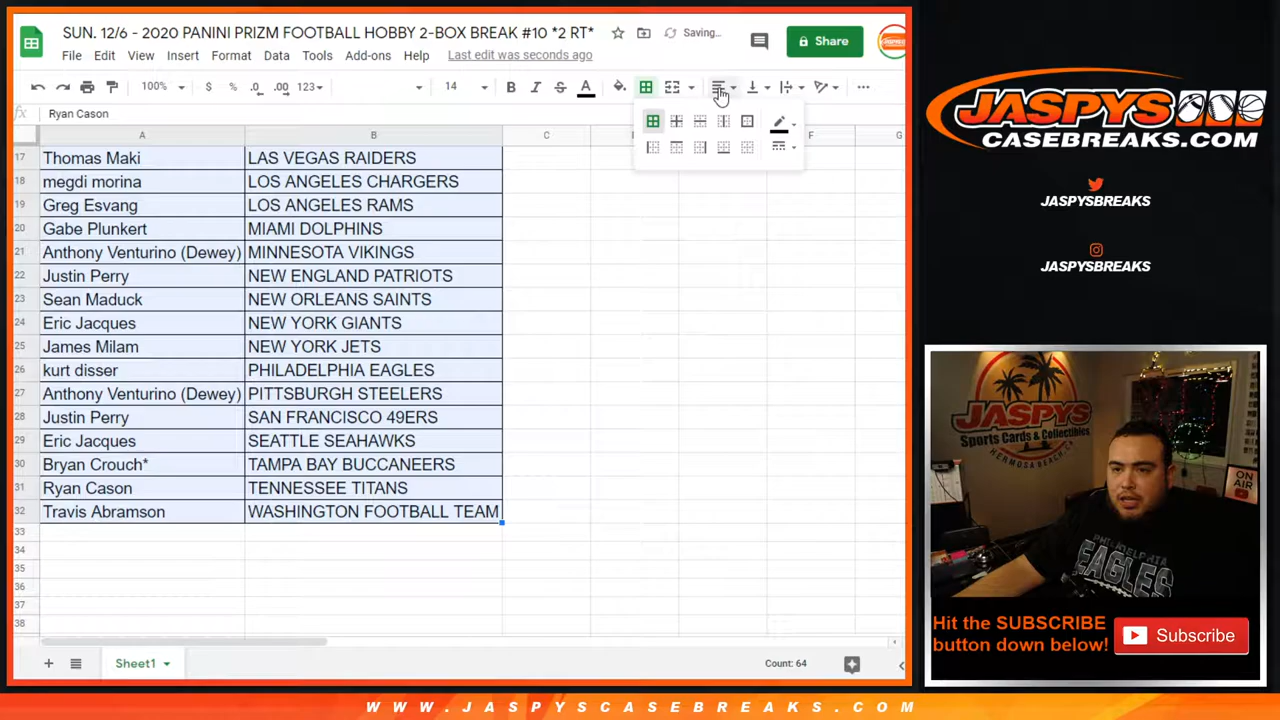 SUN. 12/6 - 2020 PANINI PRIZM FOOTBALL HOBBY 2-BOX BREAK #10 *2 RT*
Saving...
Share
File Edit View Insert Format Data Tools Add-ons Help Last edit was seconds ago
100% $ % .0 .00 123 14 B I S A
fx Ryan Cason
A B C F G
17 Thomas Maki LAS VEGAS RAIDERS
18 megdi morina LOS ANGELES CHARGERS
19 Greg Esvang LOS ANGELES RAMS
20 Gabe Plunkert MIAMI DOLPHINS
21 Anthony Venturino (Dewey) MINNESOTA VIKINGS
22 Justin Perry NEW ENGLAND PATRIOTS
23 Sean Maduck NEW ORLEANS SAINTS
24 Eric Jacques NEW YORK GIANTS
25 James Milam NEW YORK JETS
26 kurt disser PHILADELPHIA EAGLES
27 Anthony Venturino (Dewey) PITTSBURGH STEELERS
28 Justin Perry SAN FRANCISCO 49ERS
29 Eric Jacques SEATTLE SEAHAWKS
30 Bryan Crouch* TAMPA BAY BUCCANEERS
31 Ryan Cason TENNESSEE TITANS
32 Travis Abramson WASHINGTON FOOTBALL TEAM
33
34
35
36
37
38
Sheet1
Count: 64
JASPYS
CASEBREAKS.COM
JASPYSBREAKS
JASPYSBREAKS
JASPYS
Sports Cards & Collectibles
HERMOSA BEACH, CA
ON AIR
PHILADELPHIA
EAGLES
Hit the SUBSCRIBE
button down below!
Subscribe
WWW.JASPYSCASEBREAKS.COM